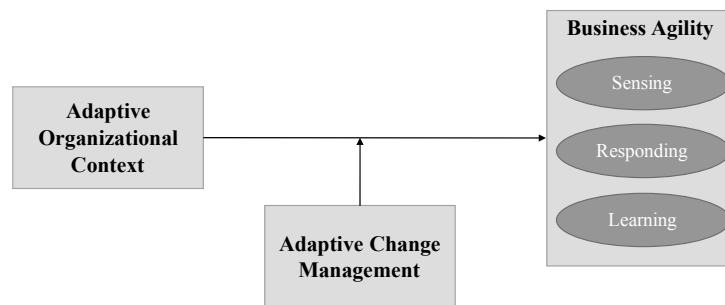 Business Agility
Sensing
Adaptive
Organizational
Context
Responding
Learning
Adaptive Change
Management